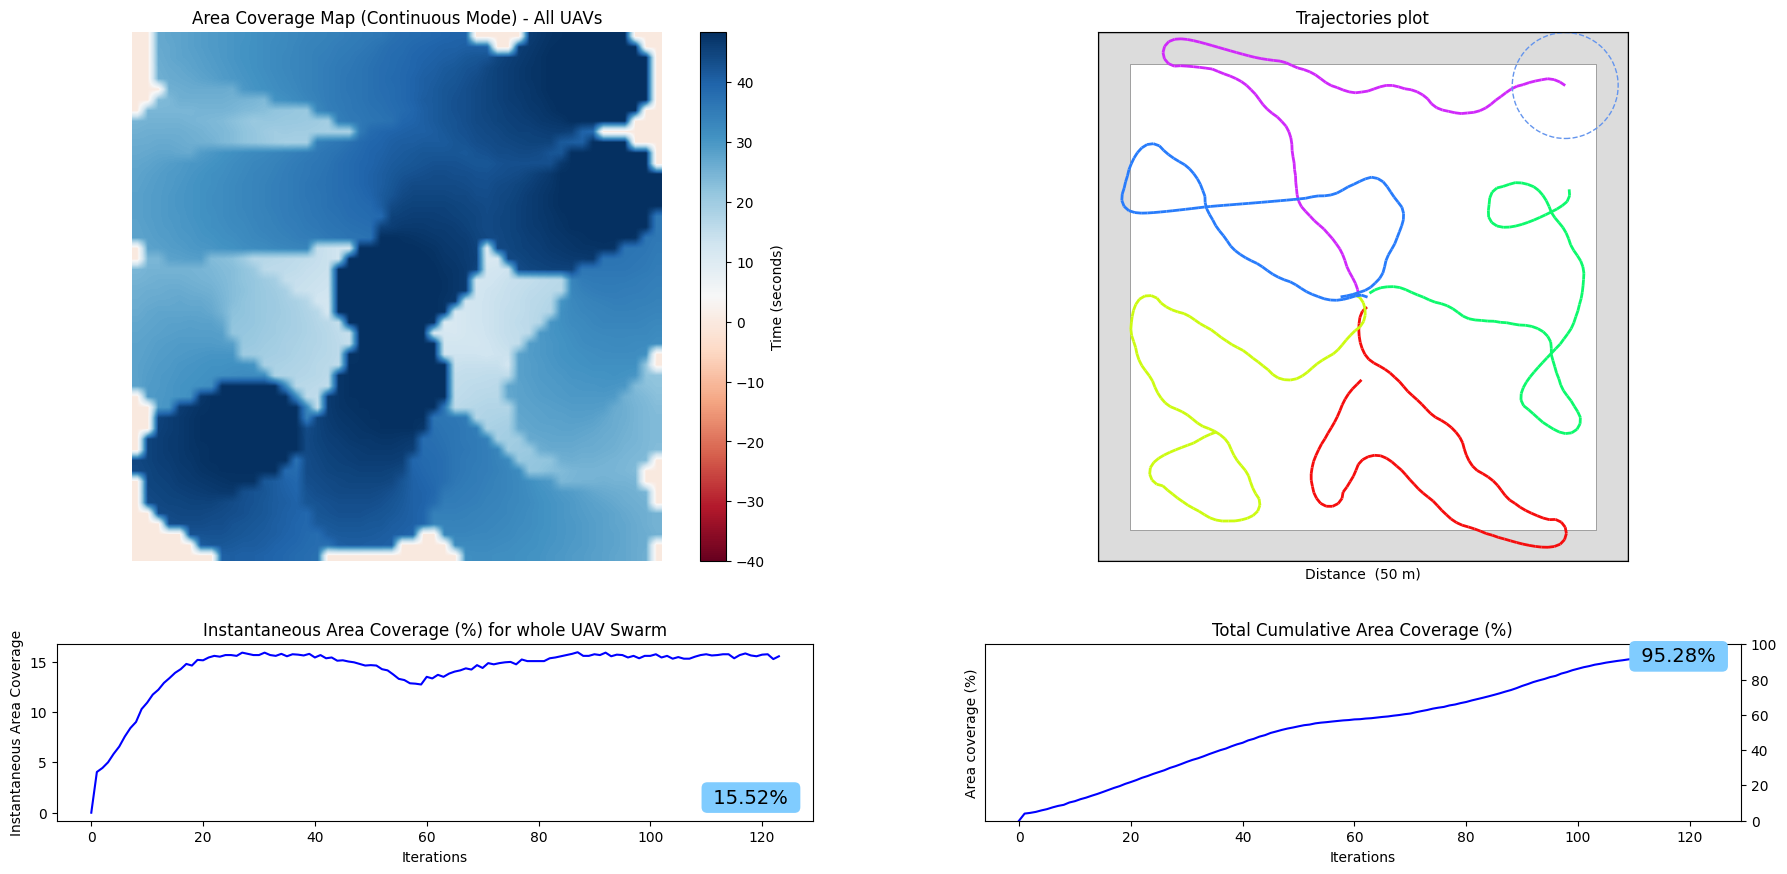 Area Coverage Map (Continuous Mode) - All UAVs
40
30
20
10
0
−10
−20
−30
−40
Time (seconds)
Trajectories plot
Distance  (50 m)
Instantaneous Area Coverage (%) for whole UAV Swarm
Instantaneous Area Coverage
15
10
5
0
15.52%
0 20 40 60 80 100 120
Iterations
Total Cumulative Area Coverage (%)
Area coverage (%)
95.28%
100
80
60
40
20
0
0 20 40 60 80 100 120
Iterations